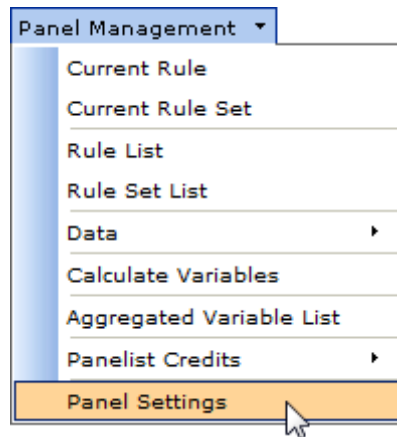 Panel Management
Current Rule
Current Rule Set
Rule List
Rule Set List
Data
Calculate Variables
Aggregated Variable List
Panelist Credits
Panel Settings